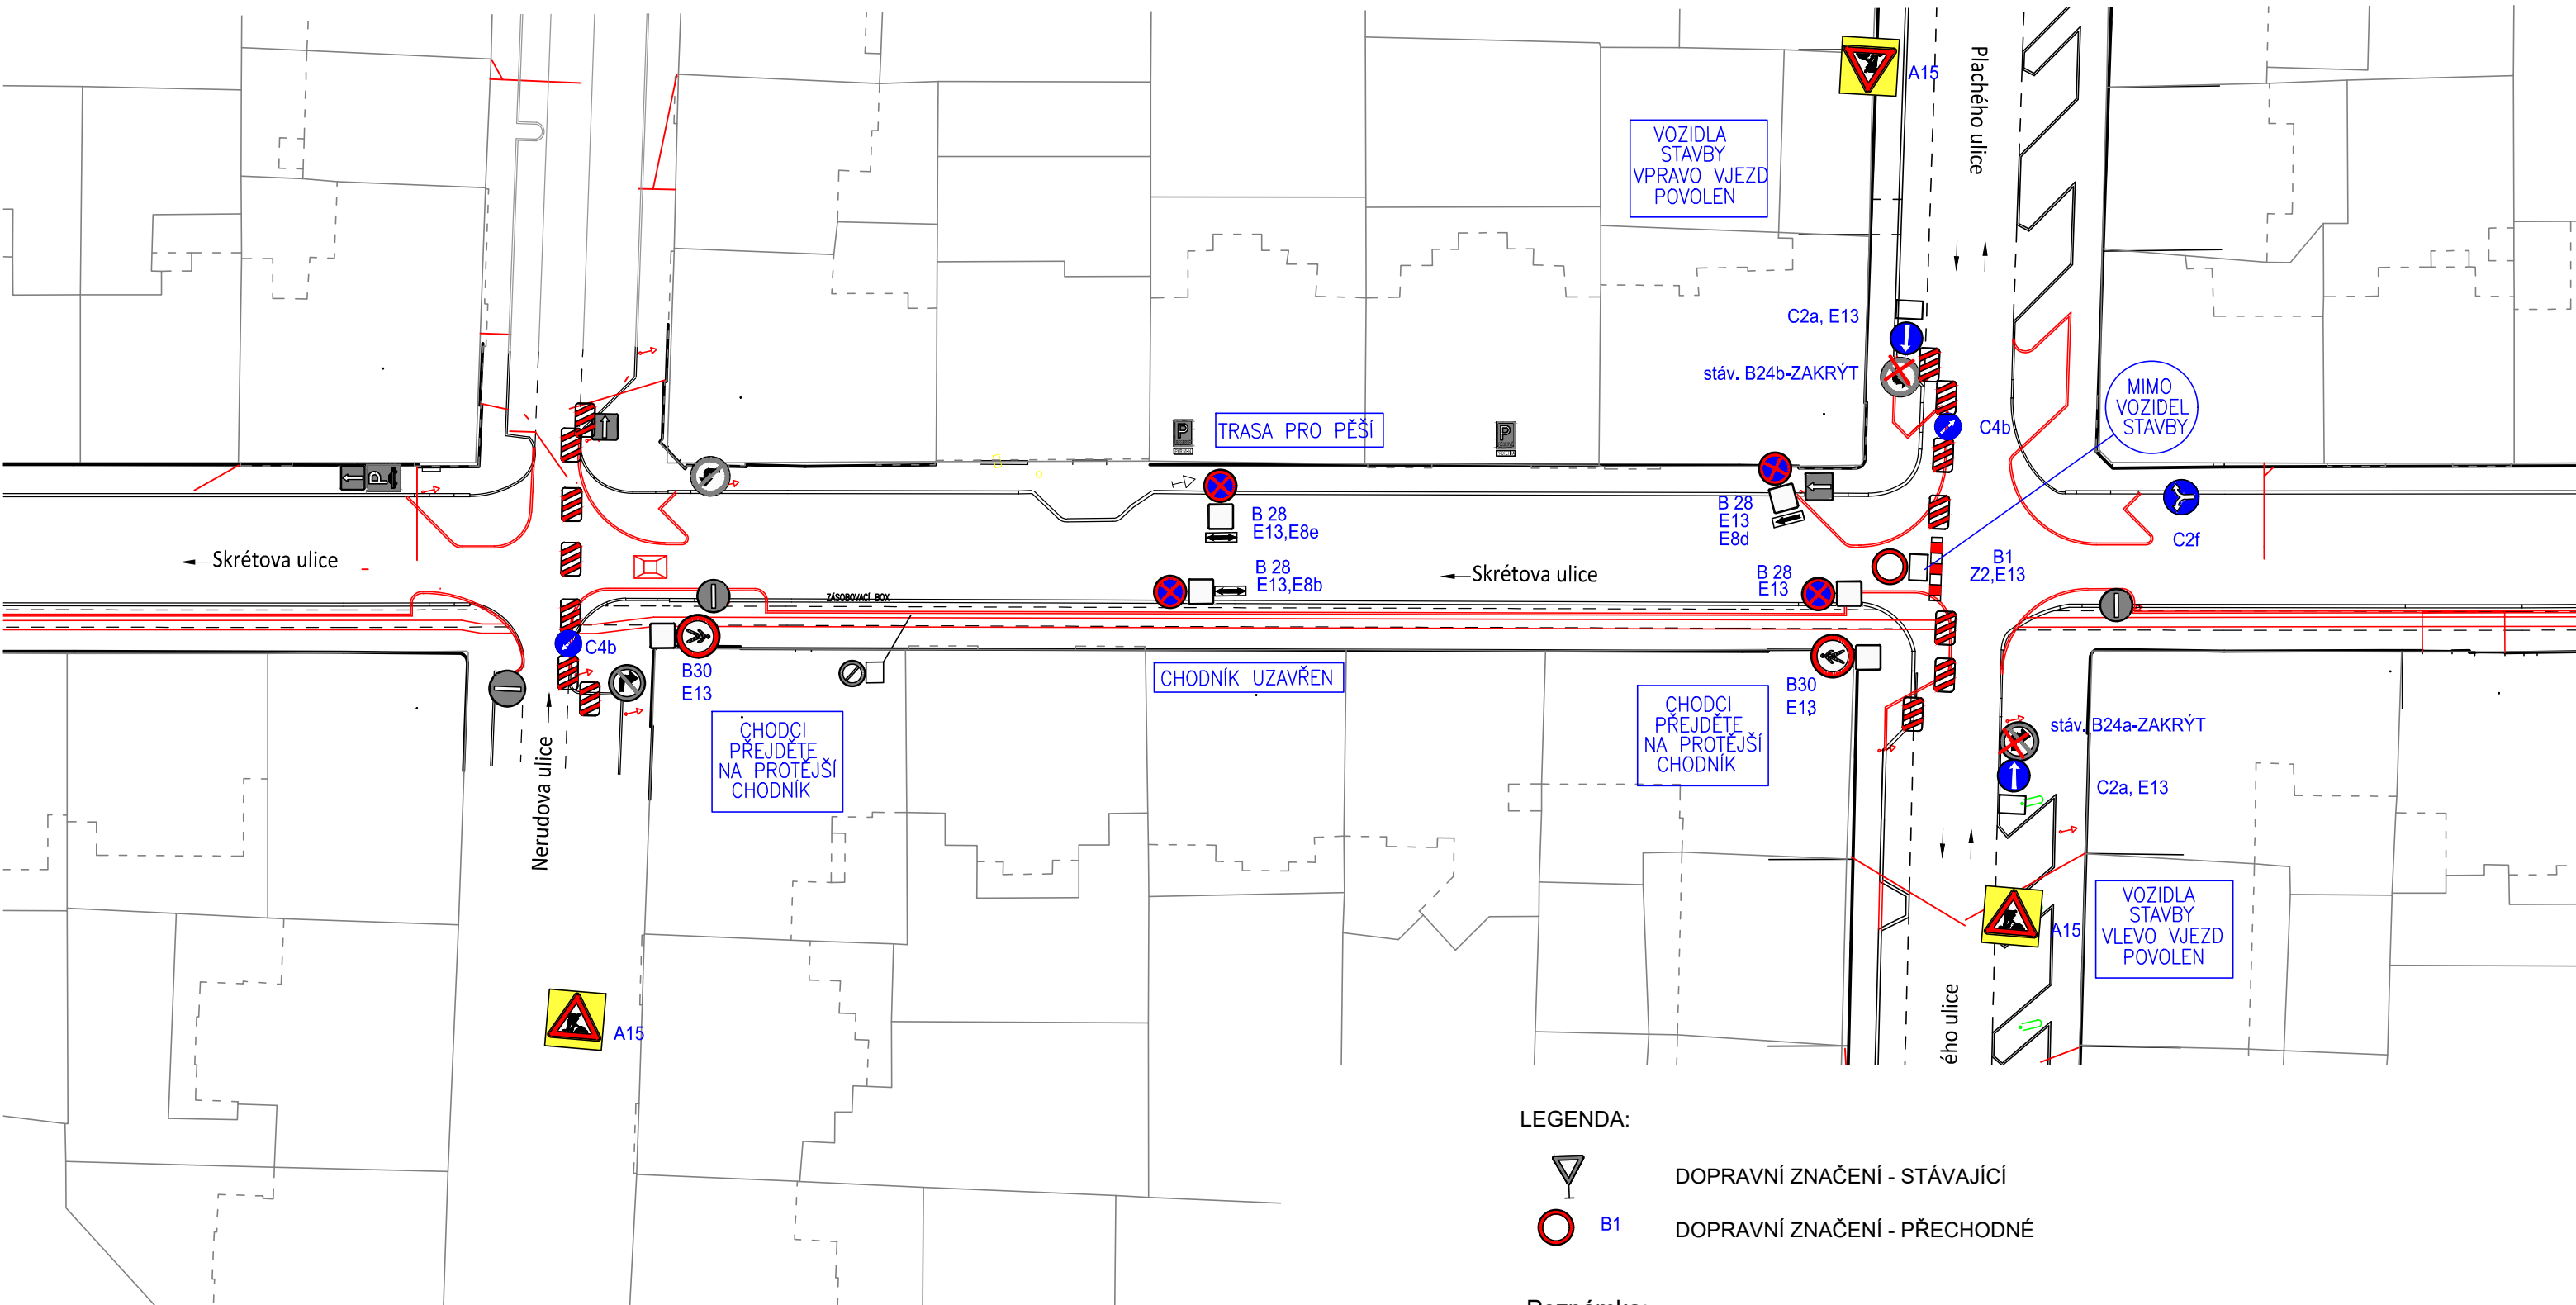 A15
Plachého ulice
VOZIDLA
STAVBY
VPRAVO VJEZD
POVOLEN
C2a, E13
stáv. B24b-ZAKRÝT
C4b
MIMO
VOZIDEL
STAVBY
TRASA PRO PĚŠÍ
P
P
P
B 28
E13,E8e
B 28
E13
E8d
C2f
Skrétova ulice
Skrétova ulice
B 28
E13,E8b
B 28
E13
B1
Z2,E13
ZÁSOBOVACÍ BOX
C4b
B30
E13
CHODNÍK UZAVŘEN
B30
E13
CHODCI
PŘEJDĚTE
NA PROTĚJŠÍ
CHODNÍK
CHODCI
PŘEJDĚTE
NA PROTĚJŠÍ
CHODNÍK
stáv. B24a-ZAKRÝT
C2a, E13
Nerudova ulice
VOZIDLA
STAVBY
VLEVO VJEZD
POVOLEN
A15
ého ulice
A15
LEGENDA:
DOPRAVNÍ ZNAČENÍ - STÁVAJÍCÍ
B1
DOPRAVNÍ ZNAČENÍ - PŘECHODNÉ